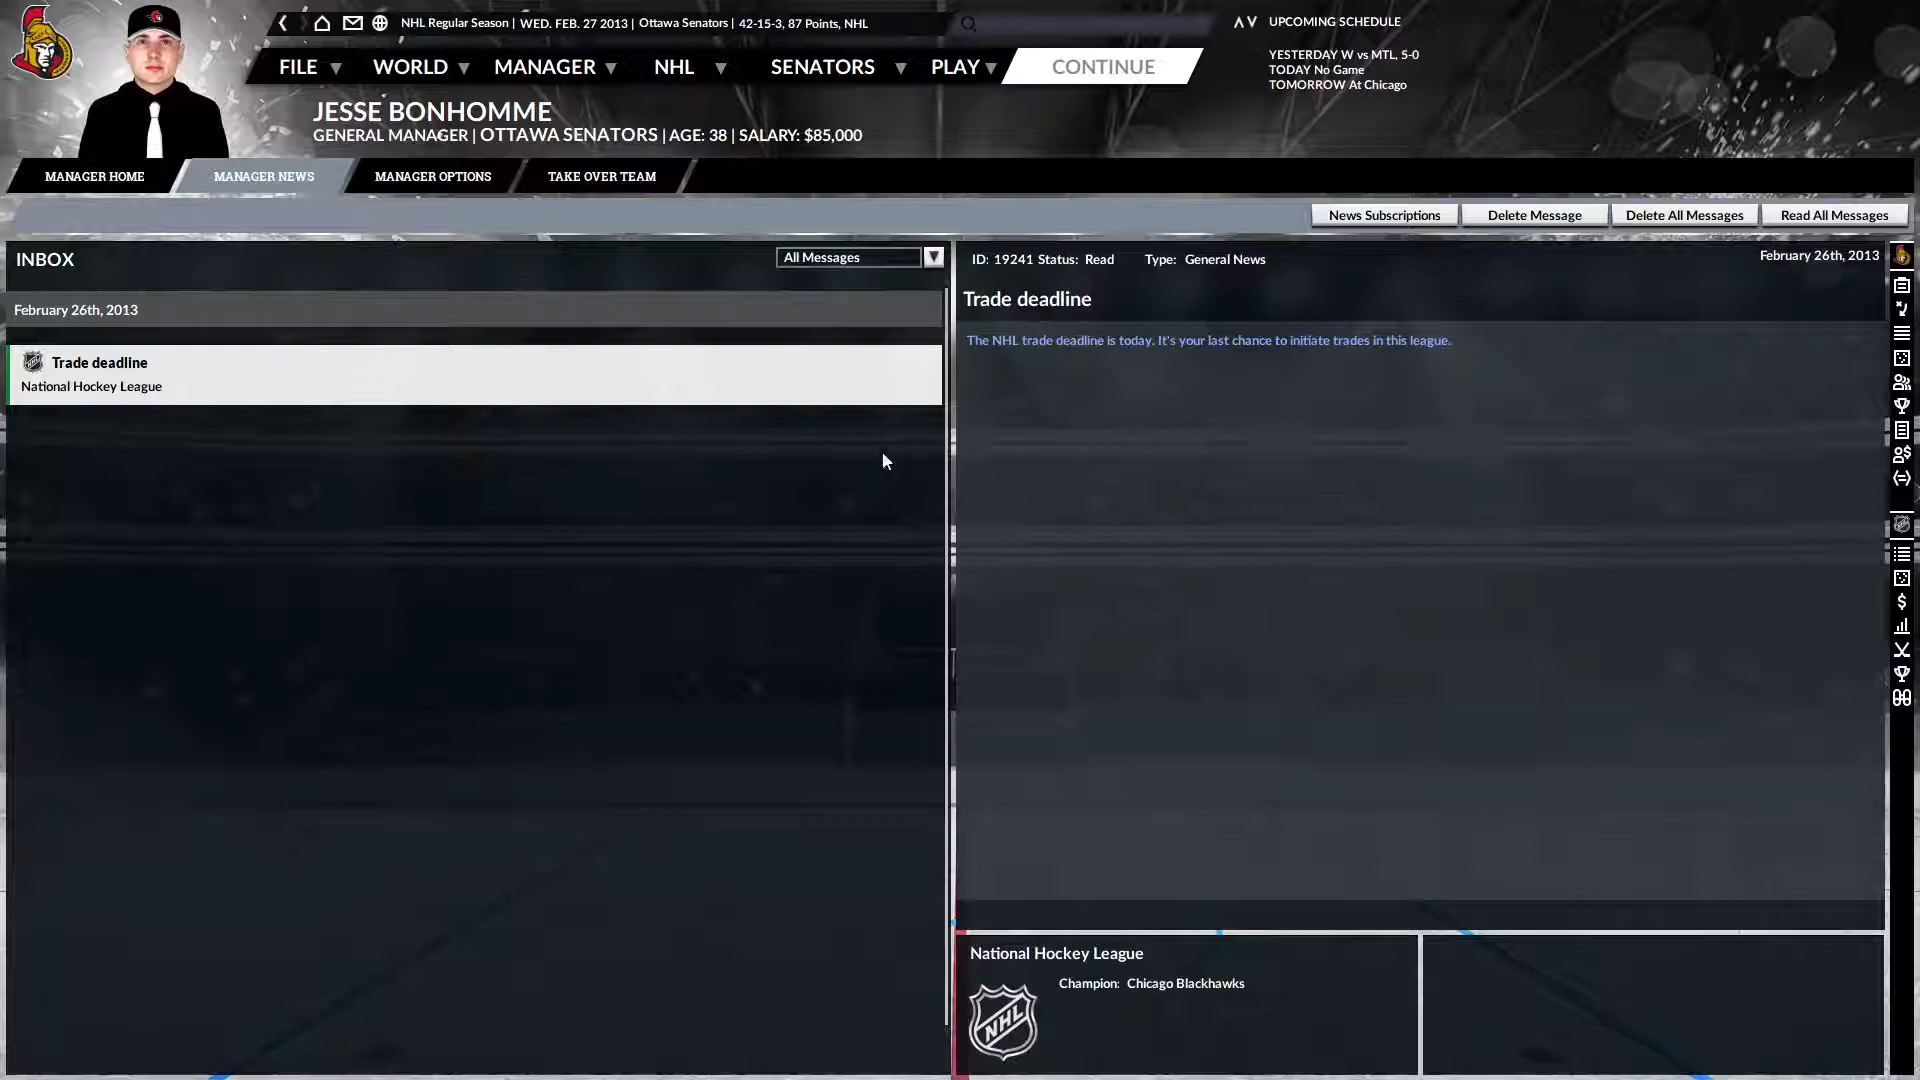 NHL Regular Season | WED. FEB. 27 2013 | Ottawa Senators | 42-15-3, 87 Points, NHL
UPCOMING SCHEDULE
YESTERDAY W vs MTL, 5-0
TODAY No Game
TOMORROW At Chicago
FILE WORLD MANAGER NHL SENATORS PLAY CONTINUE
JESSE BONHOMME
GENERAL MANAGER | OTTAWA SENATORS | AGE: 38 | SALARY: $85,000
MANAGER HOME MANAGER NEWS MANAGER OPTIONS TAKE OVER TEAM
News Subscriptions Delete Message Delete All Messages Read All Messages
INBOX
All Messages
February 26th, 2013
Trade deadline
National Hockey League
ID: 19241 Status: Read Type: General News
February 26th, 2013
Trade deadline
The NHL trade deadline is today. It's your last chance to initiate trades in this league.
National Hockey League
Champion: Chicago Blackhawks
NHL